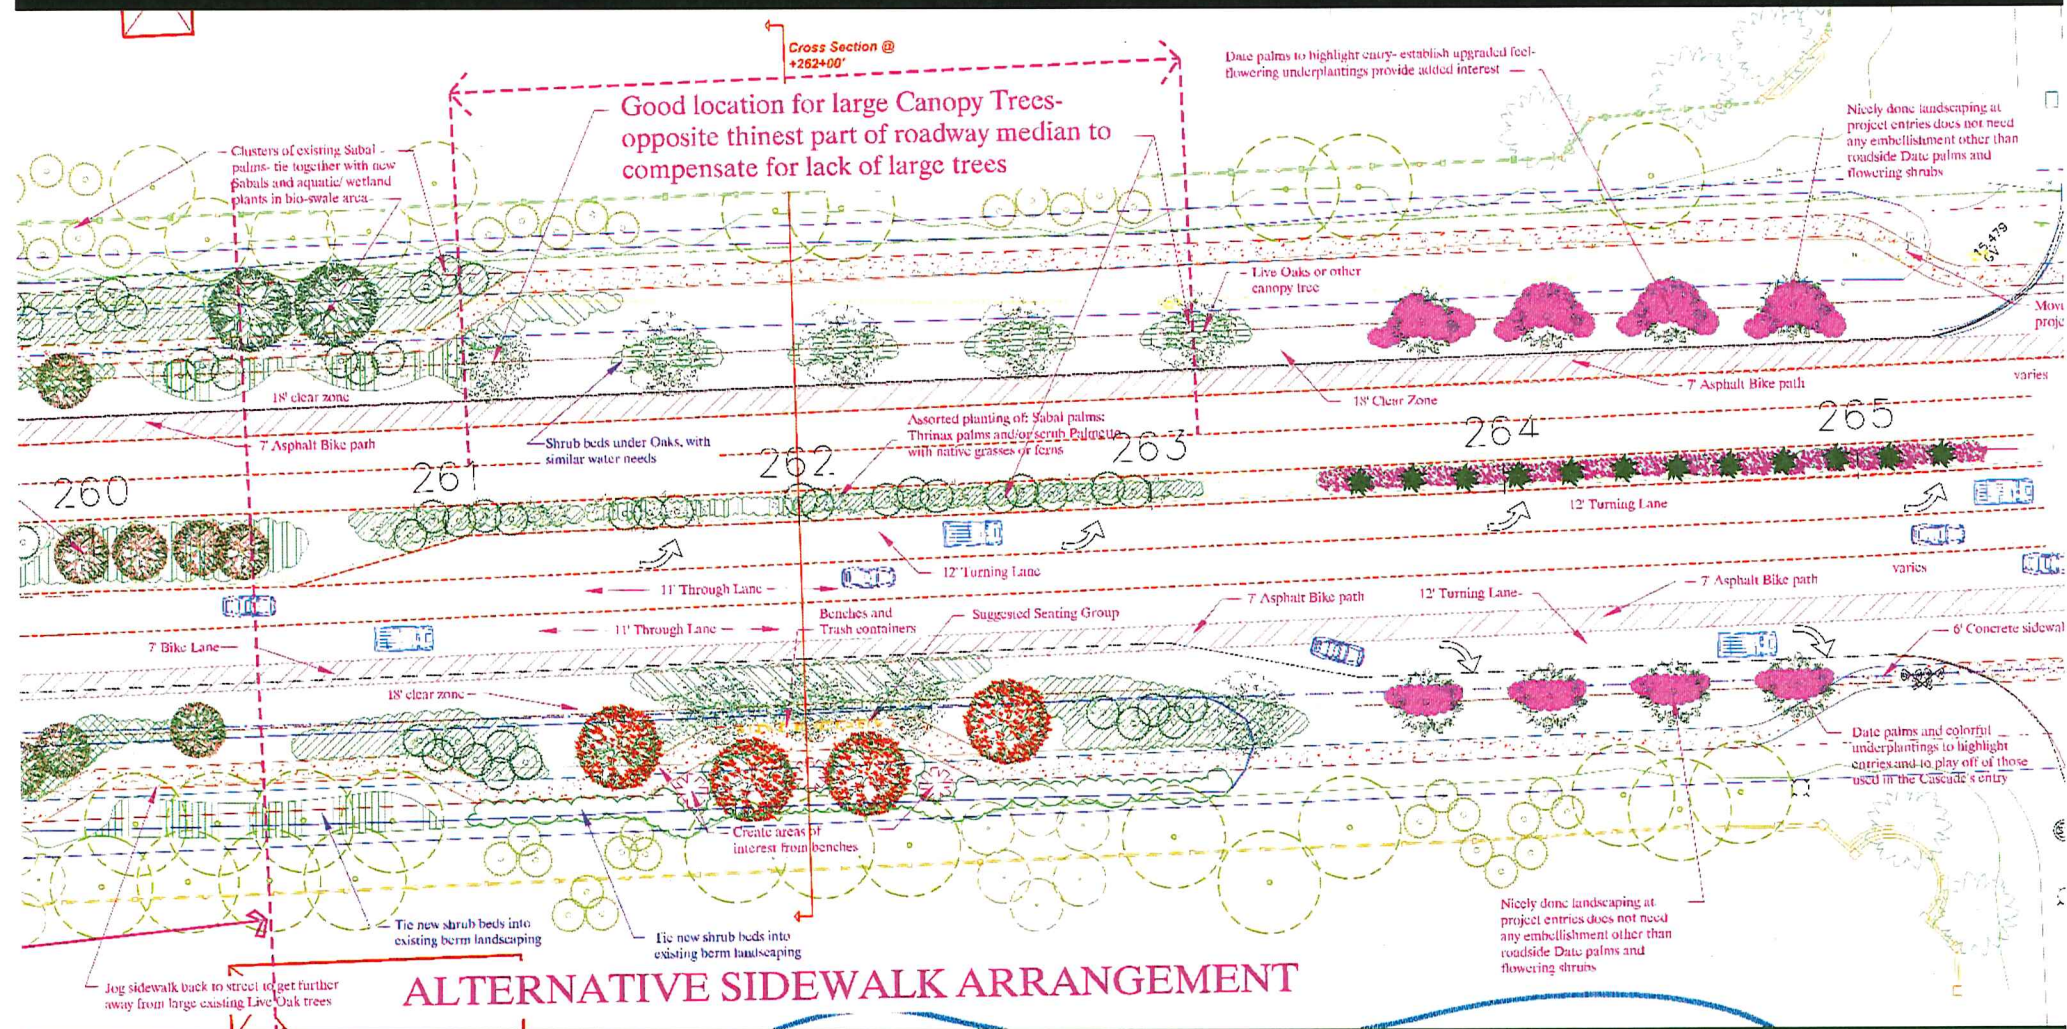 Cross Section @
+262+00'
Good location for large Canopy Trees-
opposite thinest part of roadway median to
compensate for lack of large trees
Date palms to highlight entry- establish upgraded feel-
flowering underplantings provide added interest
Nicely done landscaping at
project entries does not need
any embellishment other than
roadside Date palms and
flowering shrubs
Clusters of existing Sabal
palms- tie together with new
Sabals and aquatic/ wetland
plants in bio-swale area
15.479
GV
Live Oaks or other
canopy tree
Move
proje
18' clear zone
7' Asphalt Bike path
Shrub beds under Oaks, with
similar water needs
Assorted planting of: Sabal palms;
Thrinax palms and/or scrub Palmetto
with native grasses or ferns
18' Clear Zone
7' Asphalt Bike path
varies
260
261
262
263
264
265
12' Turning Lane
12' Turning Lane
11' Through Lane
11' Through Lane
Benches and
Trash containers
Suggested Seating Group
7' Asphalt Bike path
12' Turning Lane-
7' Asphalt Bike path
varies
7' Bike Lane
6' Concrete sidewal
18' clear zone
Date palms and colorful
underplantings to highlight
entries and to play off of those
used in the Cascade's entry
Create areas of
interest from benches
Nicely done landscaping at
project entries does not need
any embellishment other than
roadside Date palms and
flowering shrubs
Tie new shrub beds into
existing berm landscaping
Tie new shrub beds into
existing berm landscaping
Jog sidewalk back to street to get further
away from large existing Live Oak trees
ALTERNATIVE SIDEWALK ARRANGEMENT